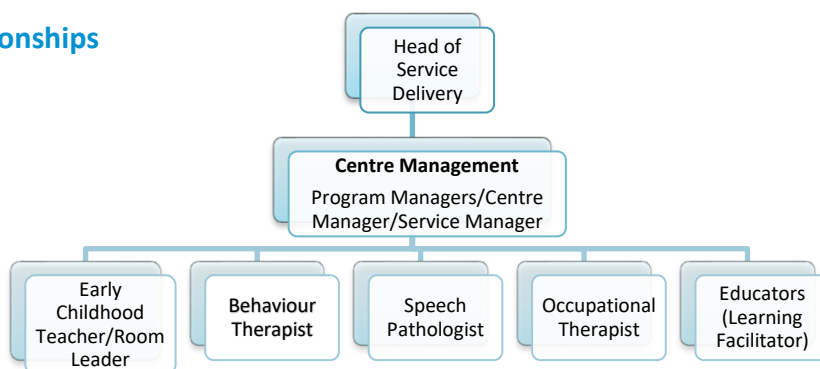 onships
Head of
Service
Delivery
Centre Management
Program Managers/Centre
Manager/Service Manager
Early
Childhood
Teacher/Room
Leader
Behaviour
Therapist
Speech
Pathologist
Occupational
Therapist
Educators
(Learning
Facilitator)